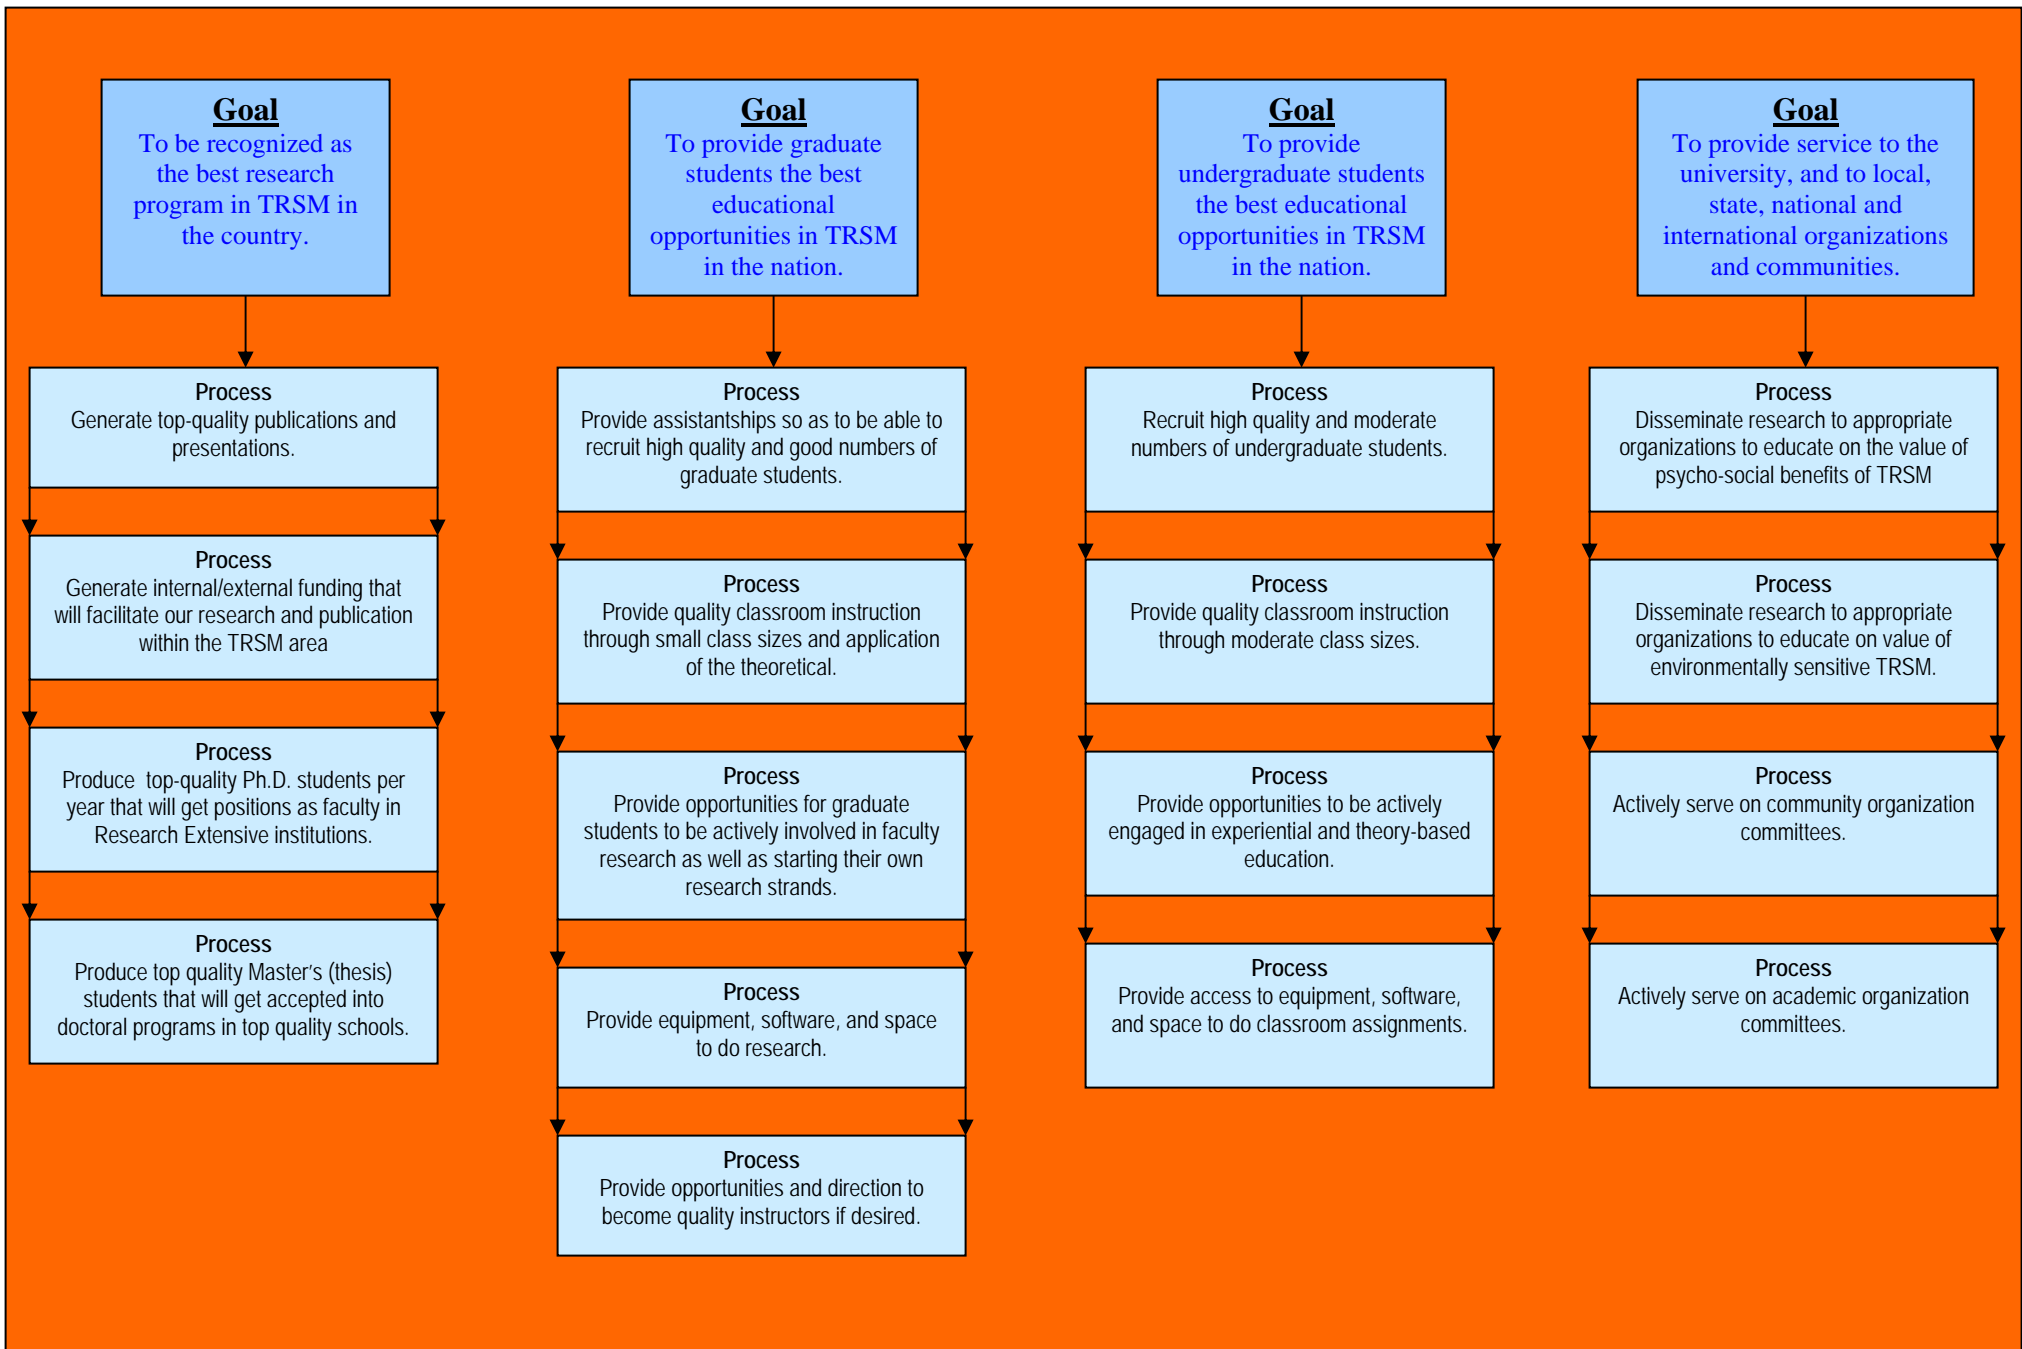 Goal
To be recognized as
the best research
program in TRSM in
the country.
Process
Generate top-quality publications and
presentations.
Process
Generate internal/external funding that
will facilitate our research and publication
within the TRSM area
Process
Produce  top-quality Ph.D. students per
year that will get positions as faculty in
Research Extensive institutions.
Process
Produce top quality Master's (thesis)
students that will get accepted into
doctoral programs in top quality schools.
Goal
To provide graduate
students the best
educational
opportunities in TRSM
in the nation.
Process
Provide assistantships so as to be able to
recruit high quality and good numbers of
graduate students.
Process
Provide quality classroom instruction
through small class sizes and application
of the theoretical.
Process
Provide opportunities for graduate
students to be actively involved in faculty
research as well as starting their own
research strands.
Process
Provide equipment, software, and space
to do research.
Process
Provide opportunities and direction to
become quality instructors if desired.
Goal
To provide
undergraduate students
the best educational
opportunities in TRSM
in the nation.
Process
Recruit high quality and moderate
numbers of undergraduate students.
Process
Provide quality classroom instruction
through moderate class sizes.
Process
Provide opportunities to be actively
engaged in experiential and theory-based
education.
Process
Provide access to equipment, software,
and space to do classroom assignments.
Goal
To provide service to the
university, and to local,
state, national and
international organizations
and communities.
Process
Disseminate research to appropriate
organizations to educate on the value of
psycho-social benefits of TRSM
Process
Disseminate research to appropriate
organizations to educate on value of
environmentally sensitive TRSM.
Process
Actively serve on community organization
committees.
Process
Actively serve on academic organization
committees.